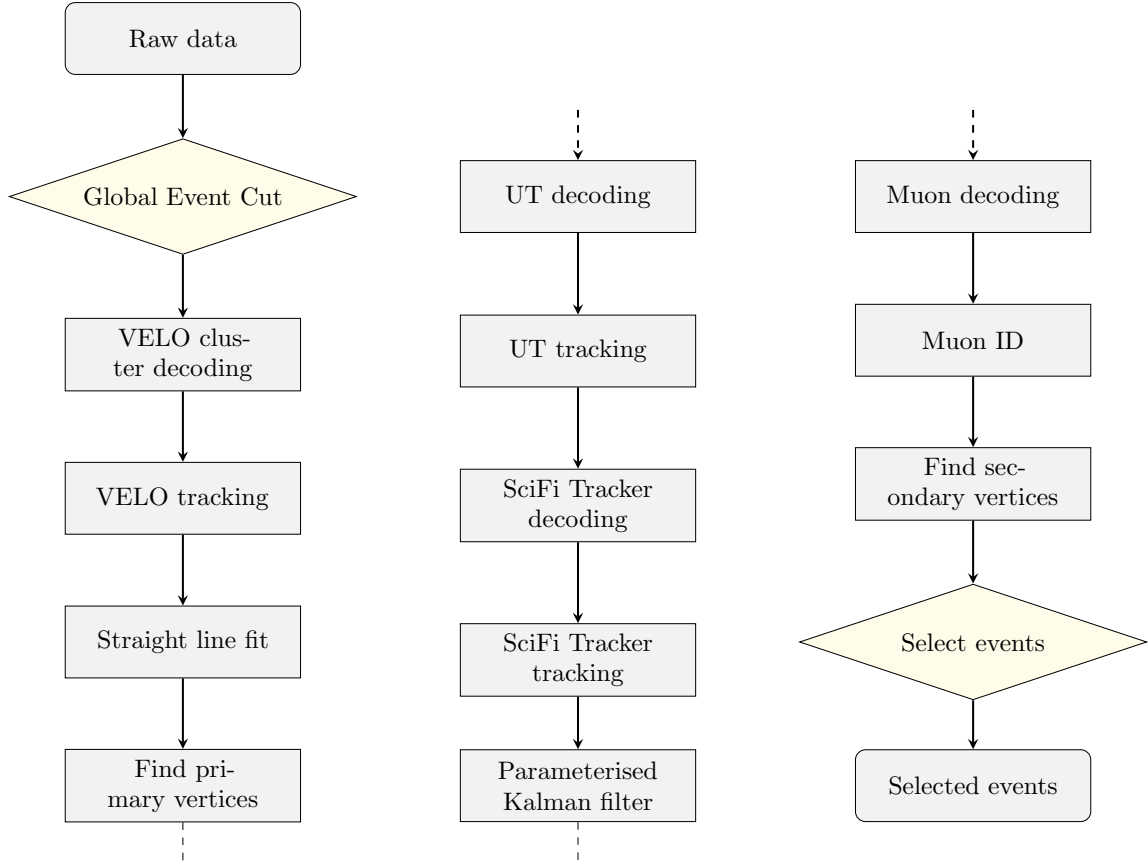 Raw data
Global Event Cut
VELO clus-
ter decoding
VELO tracking
Straight line fit
Find pri-
mary vertices
UT decoding
UT tracking
SciFi Tracker
decoding
SciFi Tracker
tracking
Parameterised
Kalman filter
Muon decoding
Muon ID
Find sec-
ondary vertices
Select events
Selected events